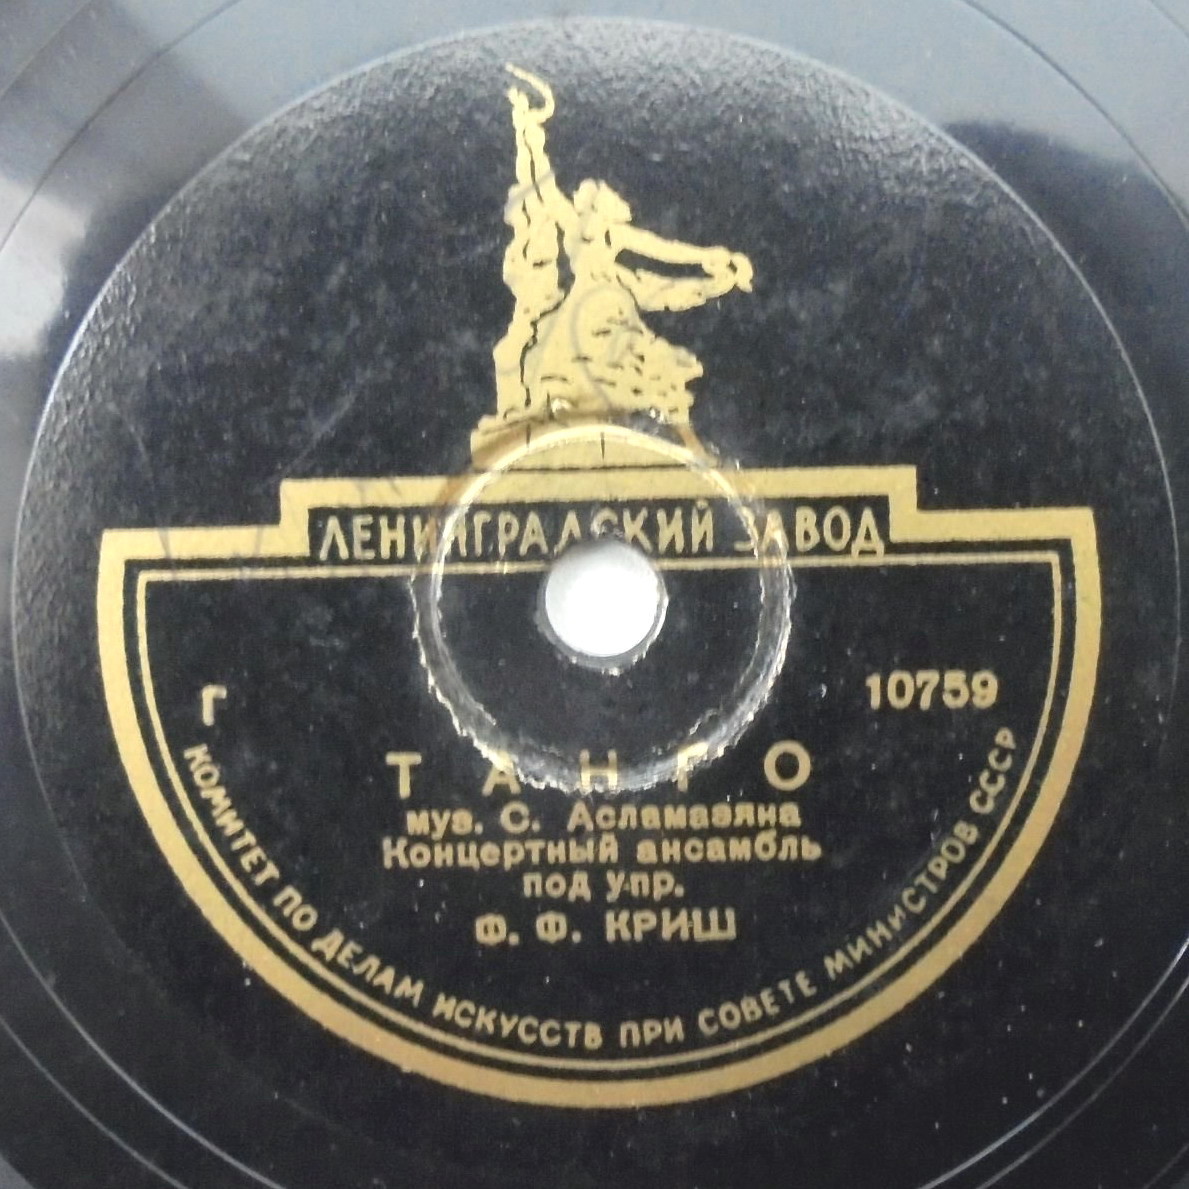 ЛЕНИНГРАДСКИЙ ЗАВОД
Г 10759
ТАНГО
муз. С. Асламазяна
Концертный ансамбль
под упр.
Ф. Ф. КРИШ
КОМИТЕТ ПО ДЕЛАМ ИСКУССТВ ПРИ СОВЕТЕ МИНИСТРОВ СССР